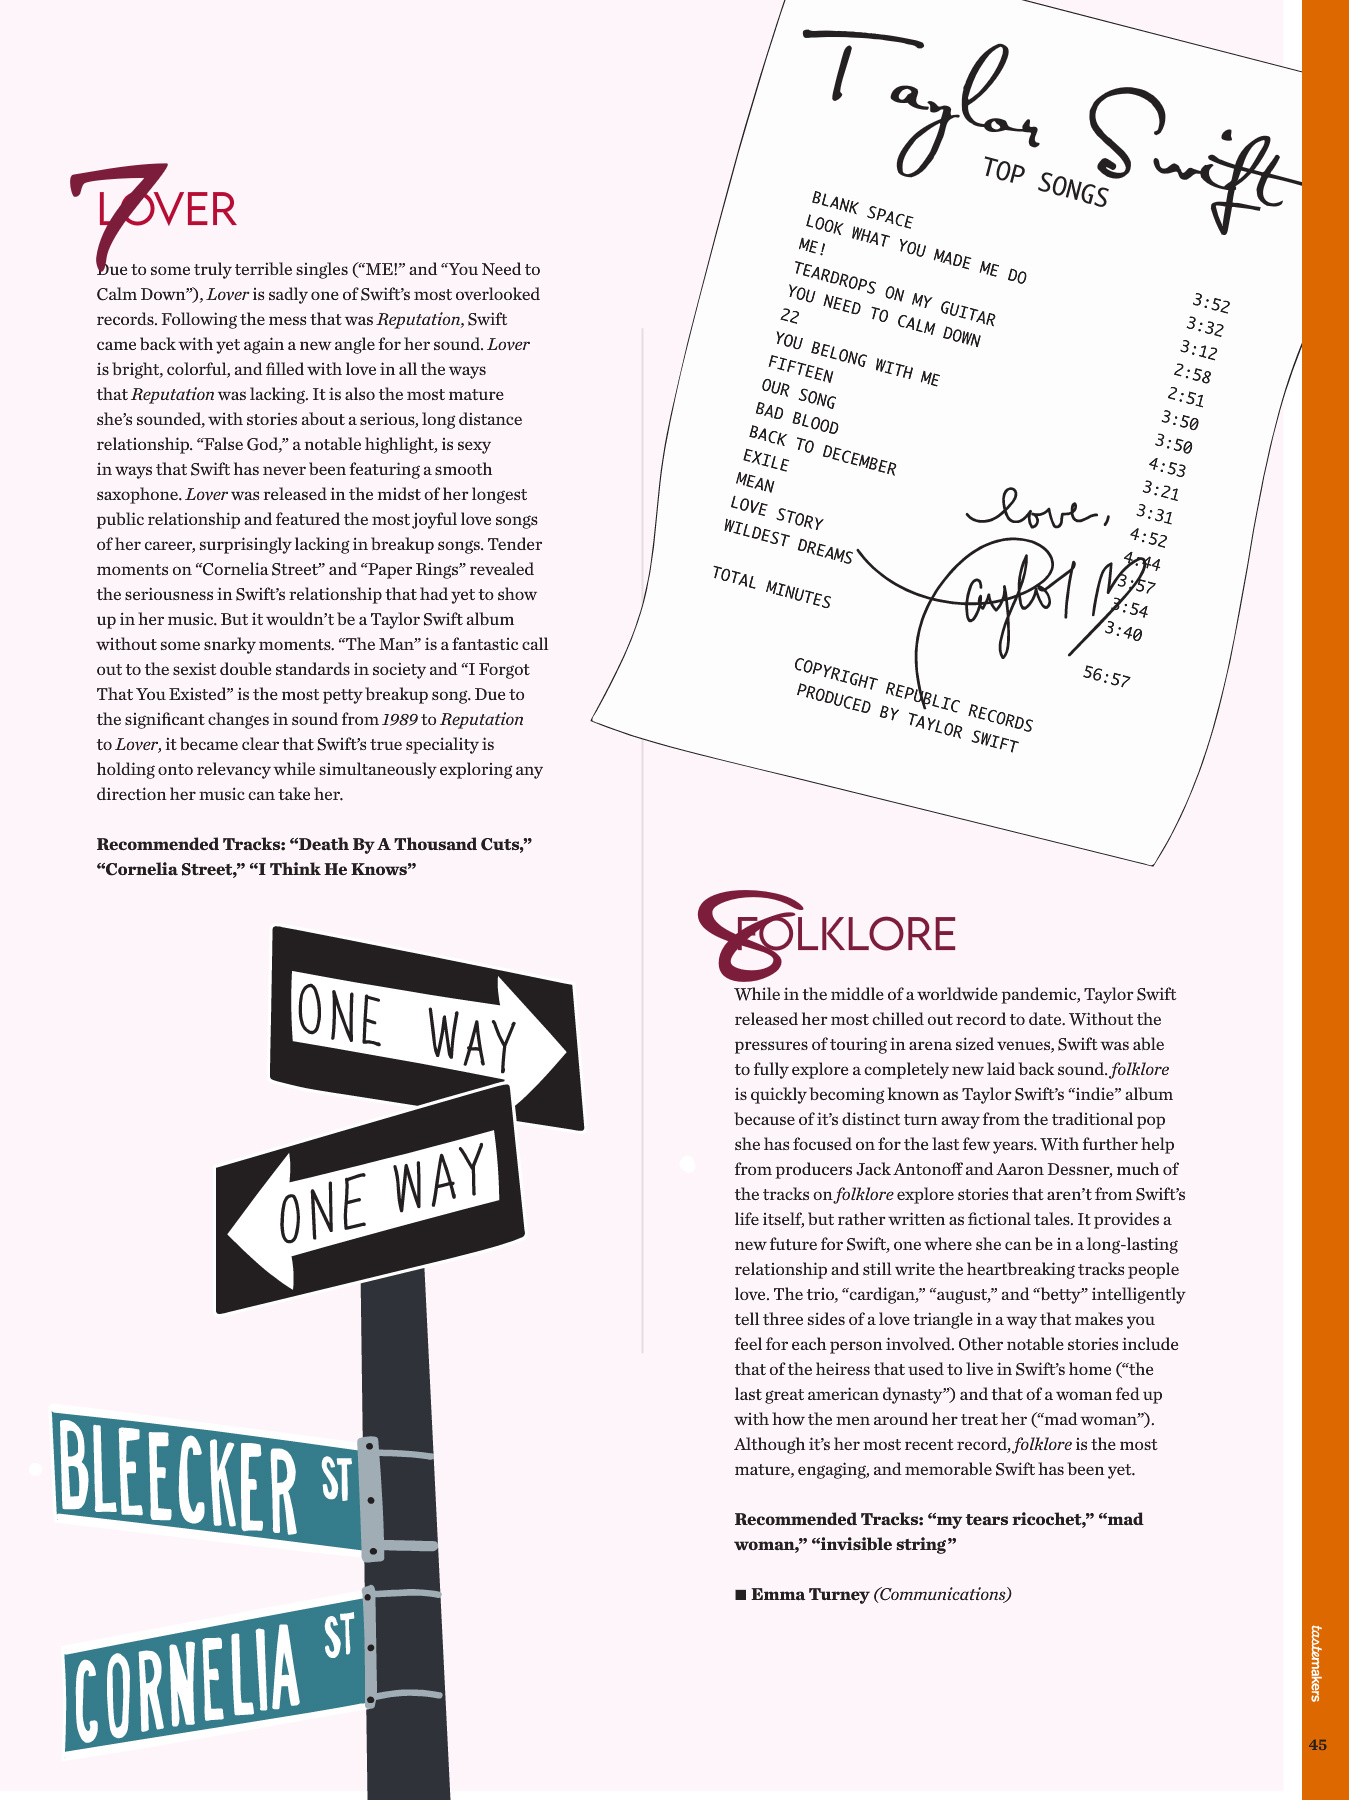 7
LOVER
Due to some truly terrible singles (“ME!” and “You Need to
Calm Down”), Lover is sadly one of Swift’s most overlooked
records. Following the mess that was Reputation, Swift
came back with yet again a new angle for her sound. Lover
is bright, colorful, and filled with love in all the ways
that Reputation was lacking. It is also the most mature
she’s sounded, with stories about a serious, long distance
relationship. “False God,” a notable highlight, is sexy
in ways that Swift has never been featuring a smooth
saxophone. Lover was released in the midst of her longest
public relationship and featured the most joyful love songs
of her career, surprisingly lacking in breakup songs. Tender
moments on “Cornelia Street” and “Paper Rings” revealed
the seriousness in Swift’s relationship that had yet to show
up in her music. But it wouldn’t be a Taylor Swift album
without some snarky moments. “The Man” is a fantastic call
out to the sexist double standards in society and “I Forgot
That You Existed” is the most petty breakup song. Due to
the significant changes in sound from 1989 to Reputation
to Lover, it became clear that Swift’s true speciality is
holding onto relevancy while simultaneously exploring any
direction her music can take her.
Recommended Tracks: “Death By A Thousand Cuts,”
“Cornelia Street,” “I Think He Knows”
ONE WAY
ONE WAY
BLEECKER ST
CORNELIA ST
Taylor Swift
TOP SONGS
BLANK SPACE 3:52
LOOK WHAT YOU MADE ME DO 3:32
ME! 3:12
TEARDROPS ON MY GUITAR 2:58
YOU NEED TO CALM DOWN 2:51
22 3:50
YOU BELONG WITH ME 3:50
FIFTEEN 4:53
OUR SONG 3:21
BAD BLOOD 3:31
BACK TO DECEMBER 4:52
EXILE 4:44
MEAN 3:57
LOVE STORY 3:54
WILDEST DREAMS 3:40
TOTAL MINUTES 56:57
love,
Taylor
COPYRIGHT REPUBLIC RECORDS
PRODUCED BY TAYLOR SWIFT
8
FOLKLORE
While in the middle of a worldwide pandemic, Taylor Swift
released her most chilled out record to date. Without the
pressures of touring in arena sized venues, Swift was able
to fully explore a completely new laid back sound. folklore
is quickly becoming known as Taylor Swift’s “indie” album
because of it’s distinct turn away from the traditional pop
she has focused on for the last few years. With further help
from producers Jack Antonoff and Aaron Dessner, much of
the tracks on folklore explore stories that aren’t from Swift’s
life itself, but rather written as fictional tales. It provides a
new future for Swift, one where she can be in a long-lasting
relationship and still write the heartbreaking tracks people
love. The trio, “cardigan,” “august,” and “betty” intelligently
tell three sides of a love triangle in a way that makes you
feel for each person involved. Other notable stories include
that of the heiress that used to live in Swift’s home (“the
last great american dynasty”) and that of a woman fed up
with how the men around her treat her (“mad woman”).
Although it’s her most recent record, folklore is the most
mature, engaging, and memorable Swift has been yet.
Recommended Tracks: “my tears ricochet,” “mad
woman,” “invisible string”
■ Emma Turney (Communications)
tastemakers
45